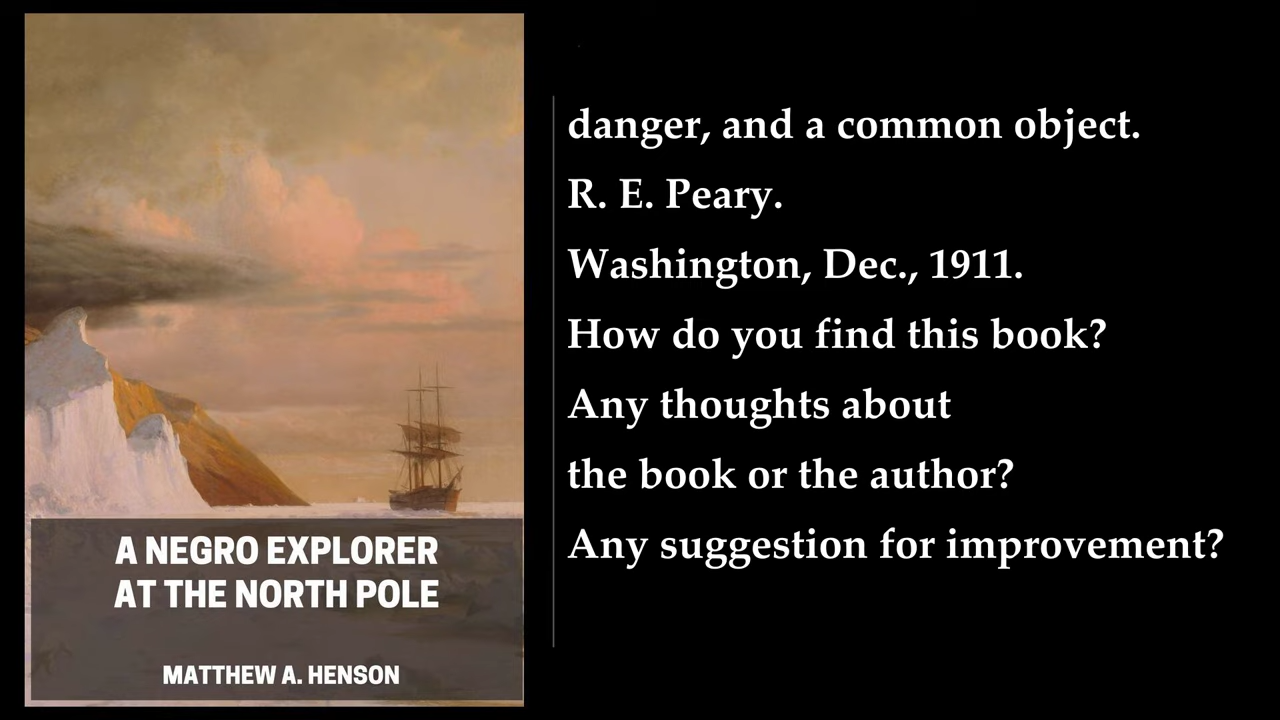 A NEGRO EXPLORER
AT THE NORTH POLE
MATTHEW A. HENSON
danger, and a common object.
R. E. Peary.
Washington, Dec., 1911.
How do you find this book?
Any thoughts about
the book or the author?
Any suggestion for improvement?